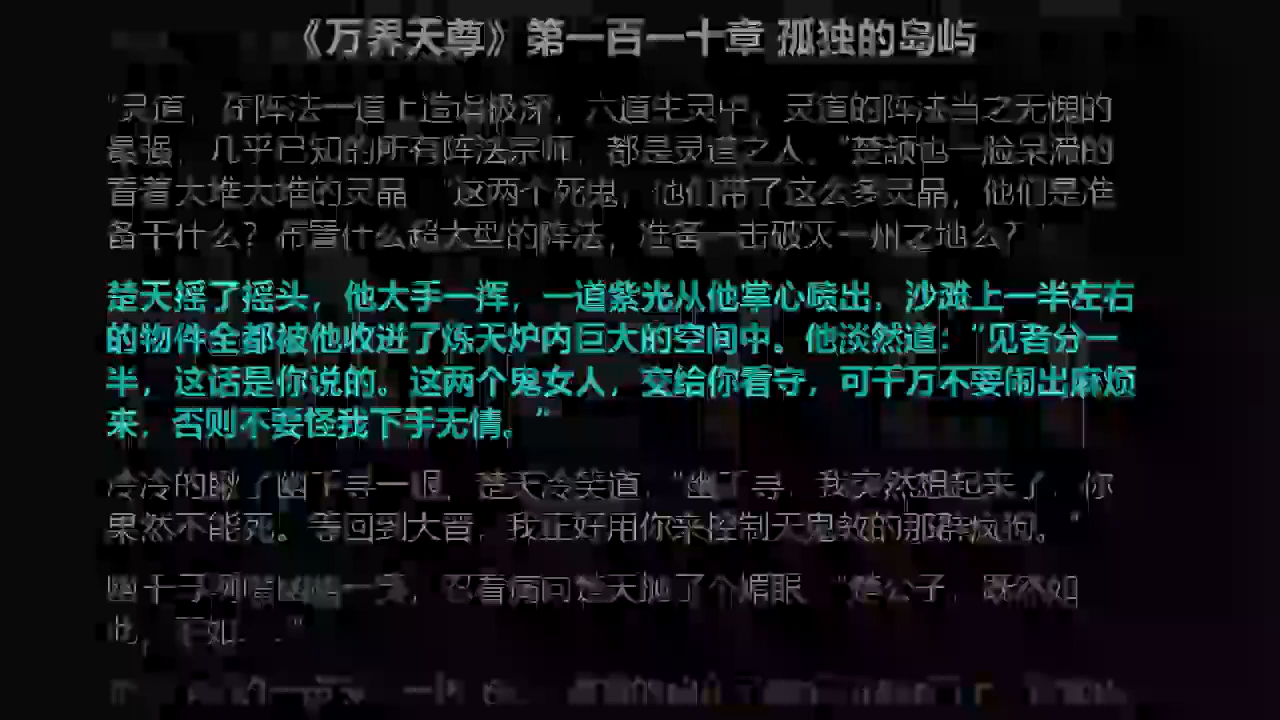 《万界天尊》第一百一十章 孤独的岛屿
"灵道，在阵法一道上造诣极深，六道生灵中，灵道的阵法当之无愧的
最强，几乎已知的所有阵法宗师，都是灵道之人。"楚颉也一脸呆滞的
看着大堆大堆的灵晶，"这两个死鬼，他们带了这么多灵晶，他们是准
备干什么？布置什么超大型的阵法，准备一击破灭一州之地么？"
楚天摇了摇头，他大手一挥，一道紫光从他掌心喷出，沙滩上一半左右
的物件全都被他收进了炼天炉内巨大的空间中。他淡然道："见者分一
半，这话是你说的。这两个鬼女人，交给你看守，可千万不要闹出麻烦
来，否则不要怪我下手无情。"
冷冷的瞅了幽千寻一眼，楚天冷笑道："幽千寻，我突然想起来了，你
果然不能死。等回到大晋，我正好用你来控制天鬼教的那群疯狗。"
一 忍着痛向楚天抛了个媚眼，"楚公子，既然如
此，不如……"